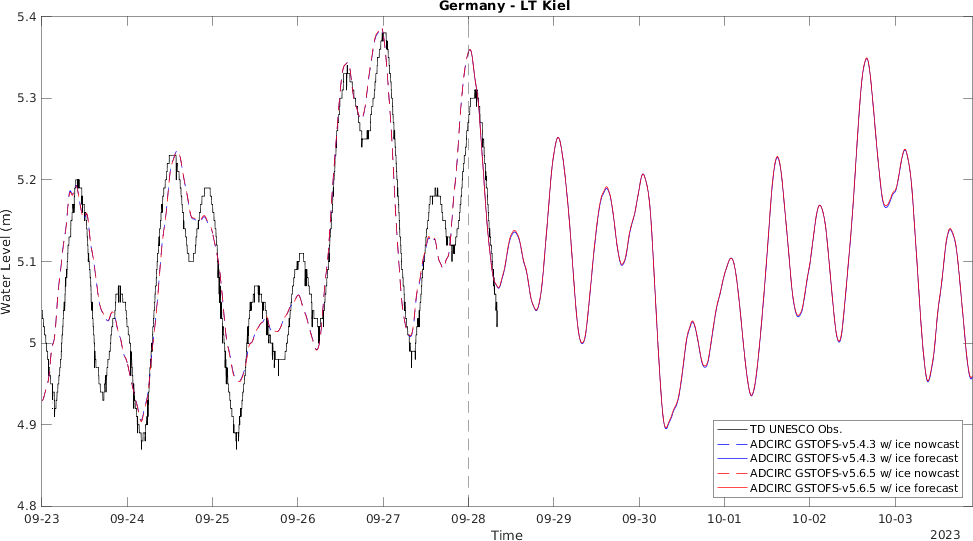 Germany - LT Kiel
Water Level (m)
5.4
5.3
5.2
5.1
5
4.9
4.8
TD UNESCO Obs.
ADCIRC GSTOFS-v5.4.3 w/ ice nowcast
ADCIRC GSTOFS-v5.4.3 w/ ice forecast
ADCIRC GSTOFS-v5.6.5 w/ ice nowcast
ADCIRC GSTOFS-v5.6.5 w/ ice forecast
09-23 09-24 09-25 09-26 09-27 09-28 09-29 09-30 10-01 10-02 10-03
Time
2023